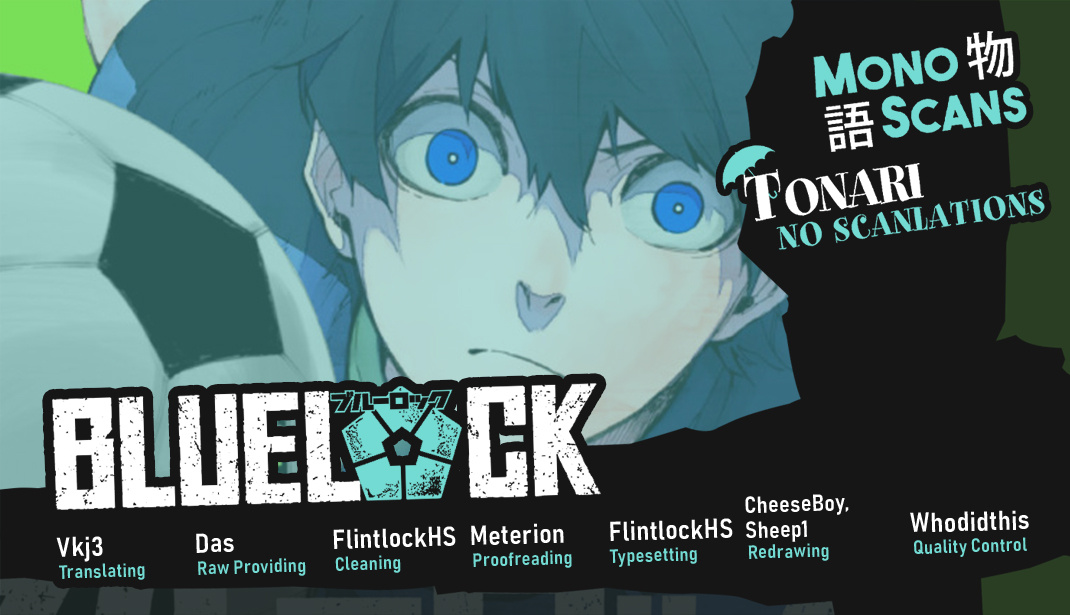 MONO 物
語 SCANS
TONARI
NO SCANLATIONS
ブルーロック
BLUELOCK
Vkj3
Translating
Das
Raw Providing
FlintlockHS
Cleaning
Meterion
Proofreading
FlintlockHS
Typesetting
CheeseBoy,
Sheep1
Redrawing
Whodidthis
Quality Control